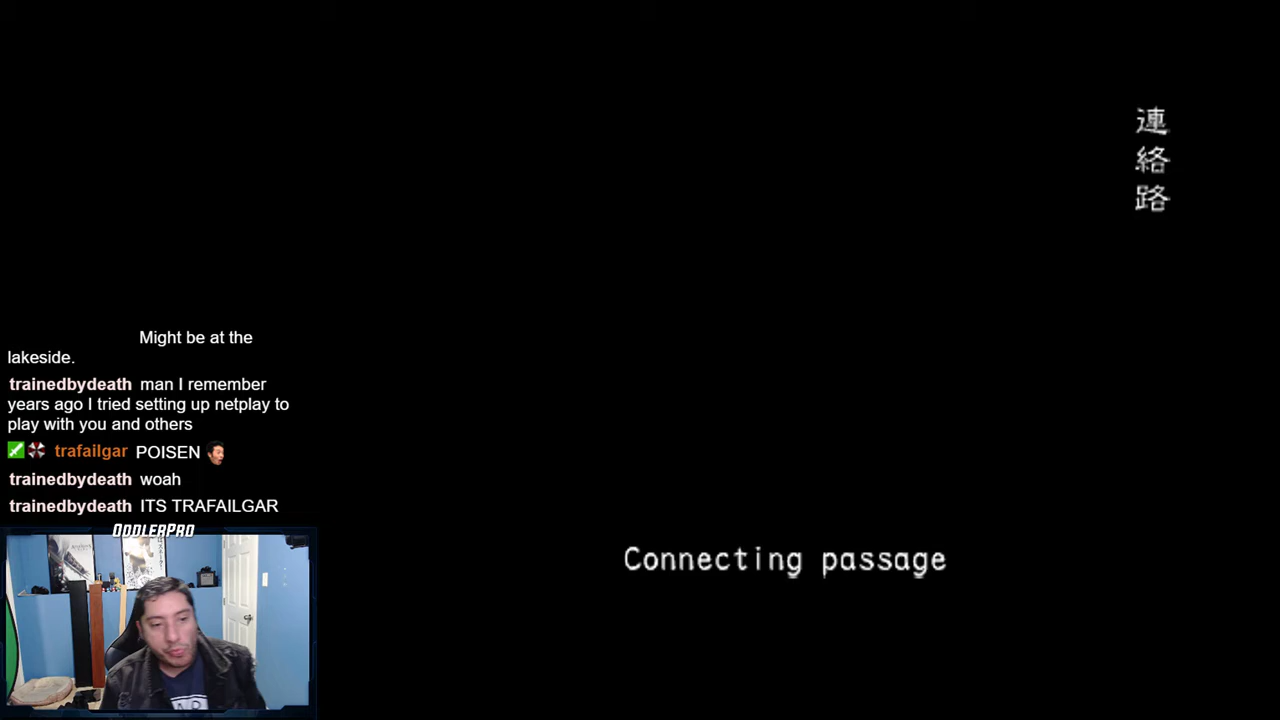 連絡路
Might be at the
lakeside.
trainedbydeath man I remember
years ago I tried setting up netplay to
play with you and others
trafailgar POISEN
trainedbydeath woah
trainedbydeath ITS TRAFAILGAR
ODDLERPRO
Connecting passage